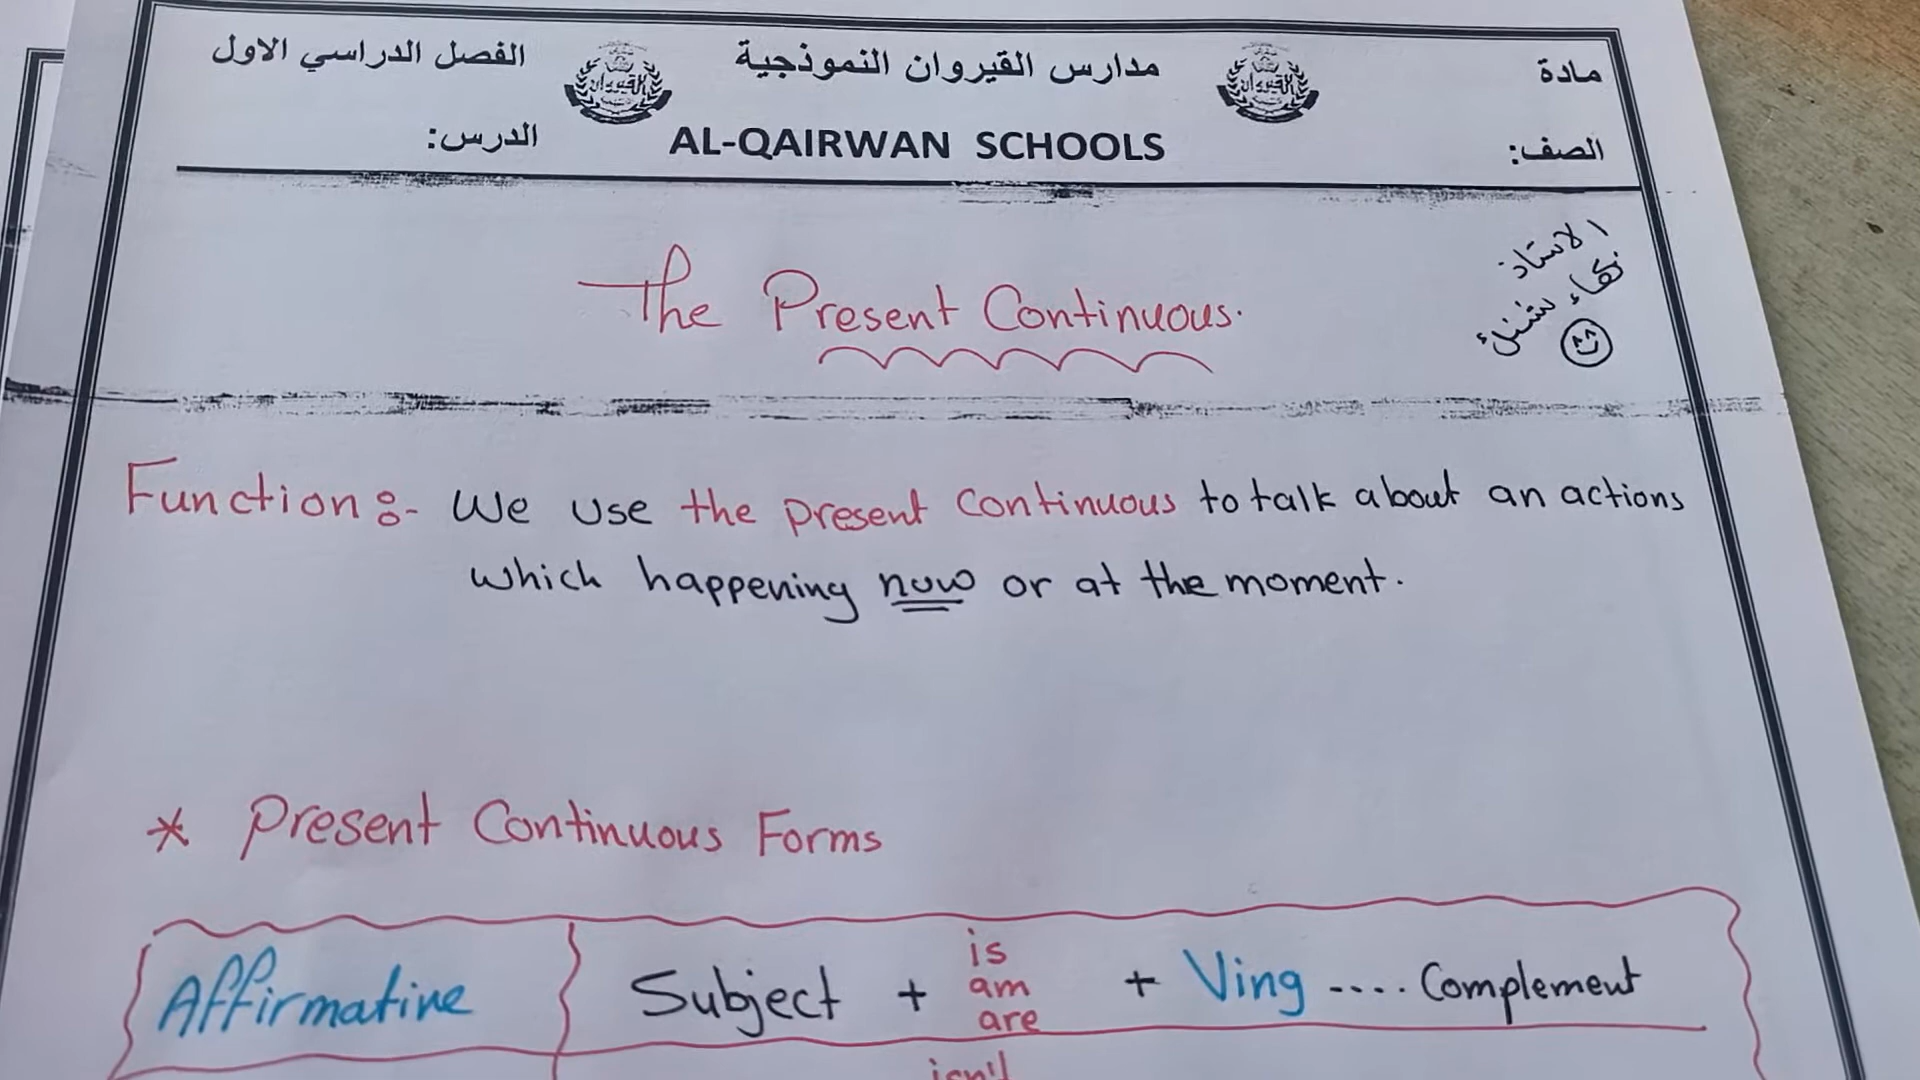 مادة
مدارس القيروان النموذجية
الفصل الدراسي الاول
الصف:
AL-QAIRWAN SCHOOLS
الدرس:
الاستاذ
The Present Continuous.
Function:- We use the present continuous to talk about an actions
which happening now or at the moment.
* Present Continuous Forms
Affirmative Subject + is am are + Ving .... Complement
isn't